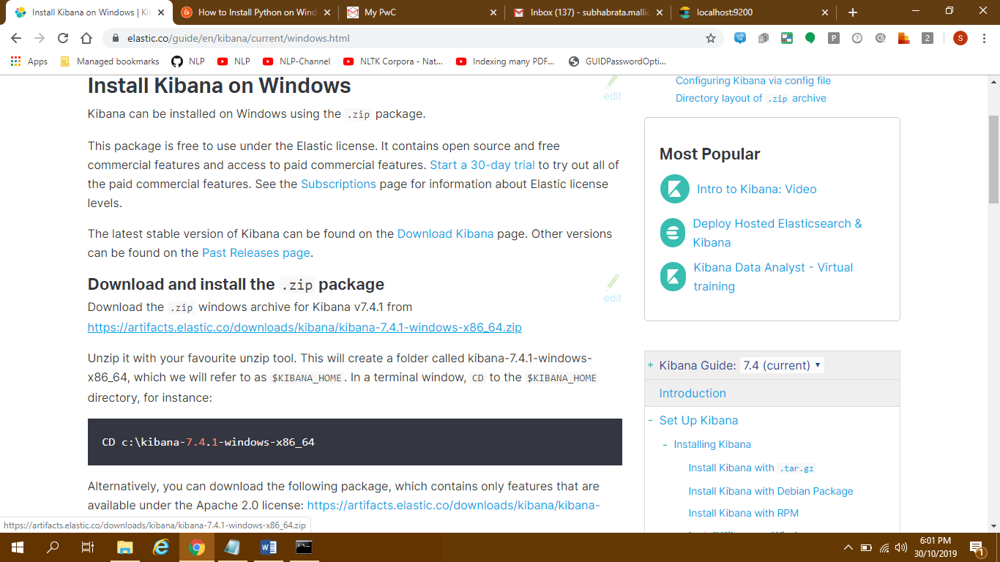 Install Kibana on Windows | Kib
How to Install Python on Wind
My PwC
Inbox (137) - subhabrata.mallic
localhost:9200
elastic.co/guide/en/kibana/current/windows.html
P
2
S
Apps
Managed bookmarks
NLP
NLP
NLP-Channel
NLTK Corpora - Nat...
Indexing many PDF...
GUIDPasswordOpti...
Install Kibana on Windows
edit
Kibana can be installed on Windows using the .zip package.
This package is free to use under the Elastic license. It contains open source and free
commercial features and access to paid commercial features. Start a 30-day trial to try out all of
the paid commercial features. See the Subscriptions page for information about Elastic license
levels.
The latest stable version of Kibana can be found on the Download Kibana page. Other versions
can be found on the Past Releases page.
Download and install the .zip package
edit
Download the .zip windows archive for Kibana v7.4.1 from
https://artifacts.elastic.co/downloads/kibana/kibana-7.4.1-windows-x86_64.zip
Unzip it with your favourite unzip tool. This will create a folder called kibana-7.4.1-windows-
x86_64, which we will refer to as $KIBANA_HOME. In a terminal window, CD to the $KIBANA_HOME
directory, for instance:
CD c:\kibana-7.4.1-windows-x86_64
Alternatively, you can download the following package, which contains only features that are
available under the Apache 2.0 license: https://artifacts.elastic.co/downloads/kibana/kibana-
Configuring Kibana via config file
Directory layout of .zip archive
Most Popular
Intro to Kibana: Video
Deploy Hosted Elasticsearch &
Kibana
Kibana Data Analyst - Virtual
training
+ Kibana Guide: 7.4 (current)
Introduction
- Set Up Kibana
- Installing Kibana
Install Kibana with .tar.gz
Install Kibana with Debian Package
Install Kibana with RPM
https://artifacts.elastic.co/downloads/kibana/kibana-7.4.1-windows-x86_64.zip
6:01 PM
30/10/2019
1